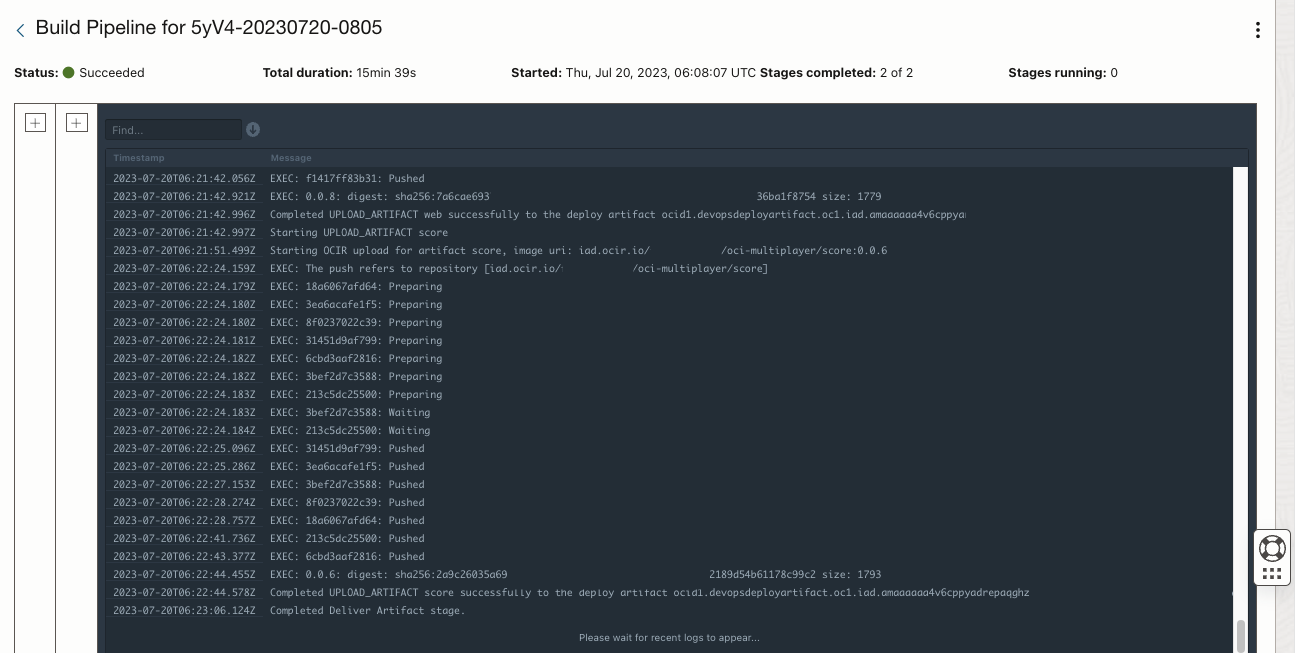 Build Pipeline for 5yV4-20230720-0805
Status: Succeeded Total duration: 15min 39s Started: Thu, Jul 20, 2023, 06:08:07 UTC Stages completed: 2 of 2 Stages running: 0
Find...
Timestamp Message
2023-07-20T06:21:42.056Z EXEC: f1417ff83b31: Pushed
2023-07-20T06:21:42.921Z EXEC: 0.0.8: digest: sha256:7a6cae693 36ba1f8754 size: 1779
2023-07-20T06:21:42.996Z Completed UPLOAD_ARTIFACT web successfully to the deploy artifact ocid1.devopsdeployartifact.oc1.iad.amaaaaaa4v6cppya
2023-07-20T06:21:42.997Z Starting UPLOAD_ARTIFACT score
2023-07-20T06:21:51.499Z Starting OCIR upload for artifact score, image uri: iad.ocir.io/ /oci-multiplayer/score:0.0.6
2023-07-20T06:22:24.159Z EXEC: The push refers to repository [iad.ocir.io/ /oci-multiplayer/score]
2023-07-20T06:22:24.179Z EXEC: 18a6067afd64: Preparing
2023-07-20T06:22:24.180Z EXEC: 3ea6acafe1f5: Preparing
2023-07-20T06:22:24.180Z EXEC: 8f0237022c39: Preparing
2023-07-20T06:22:24.181Z EXEC: 31451d9af799: Preparing
2023-07-20T06:22:24.182Z EXEC: 6cbd3aaf2816: Preparing
2023-07-20T06:22:24.182Z EXEC: 3bef2d7c3588: Preparing
2023-07-20T06:22:24.183Z EXEC: 213c5dc25500: Preparing
2023-07-20T06:22:24.183Z EXEC: 3bef2d7c3588: Waiting
2023-07-20T06:22:24.184Z EXEC: 213c5dc25500: Waiting
2023-07-20T06:22:25.096Z EXEC: 31451d9af799: Pushed
2023-07-20T06:22:25.286Z EXEC: 3ea6acafe1f5: Pushed
2023-07-20T06:22:27.153Z EXEC: 3bef2d7c3588: Pushed
2023-07-20T06:22:28.274Z EXEC: 8f0237022c39: Pushed
2023-07-20T06:22:28.757Z EXEC: 18a6067afd64: Pushed
2023-07-20T06:22:41.736Z EXEC: 213c5dc25500: Pushed
2023-07-20T06:22:43.377Z EXEC: 6cbd3aaf2816: Pushed
2023-07-20T06:22:44.455Z EXEC: 0.0.6: digest: sha256:2a9c26035a69 2189d54b61178c99c2 size: 1793
2023-07-20T06:22:44.578Z Completed UPLOAD_ARTIFACT score successfully to the deploy artifact ocid1.devopsdeployartifact.oc1.iad.amaaaaaa4v6cppyadrepaqghz
2023-07-20T06:23:06.124Z Completed Deliver Artifact stage.
Please wait for recent logs to appear...